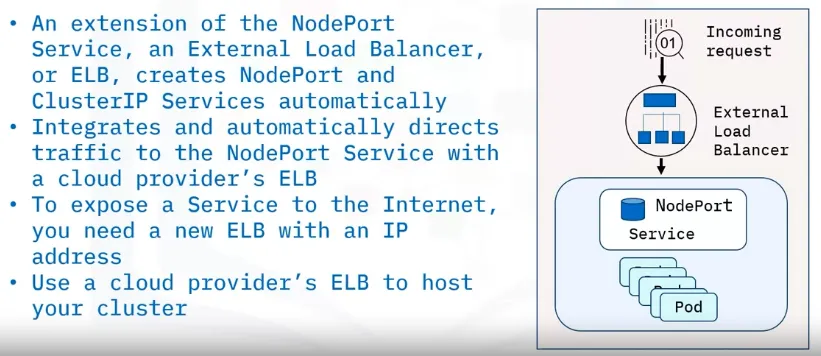 • An extension of the NodePort
Service, an External Load Balancer,
or ELB, creates NodePort and
ClusterIP Services automatically
• Integrates and automatically directs
traffic to the NodePort Service with
a cloud provider's ELB
• To expose a Service to the Internet,
you need a new ELB with an IP
address
• Use a cloud provider's ELB to host
your cluster
01
Incoming
request
External
Load
Balancer
NodePort
Service
Pod